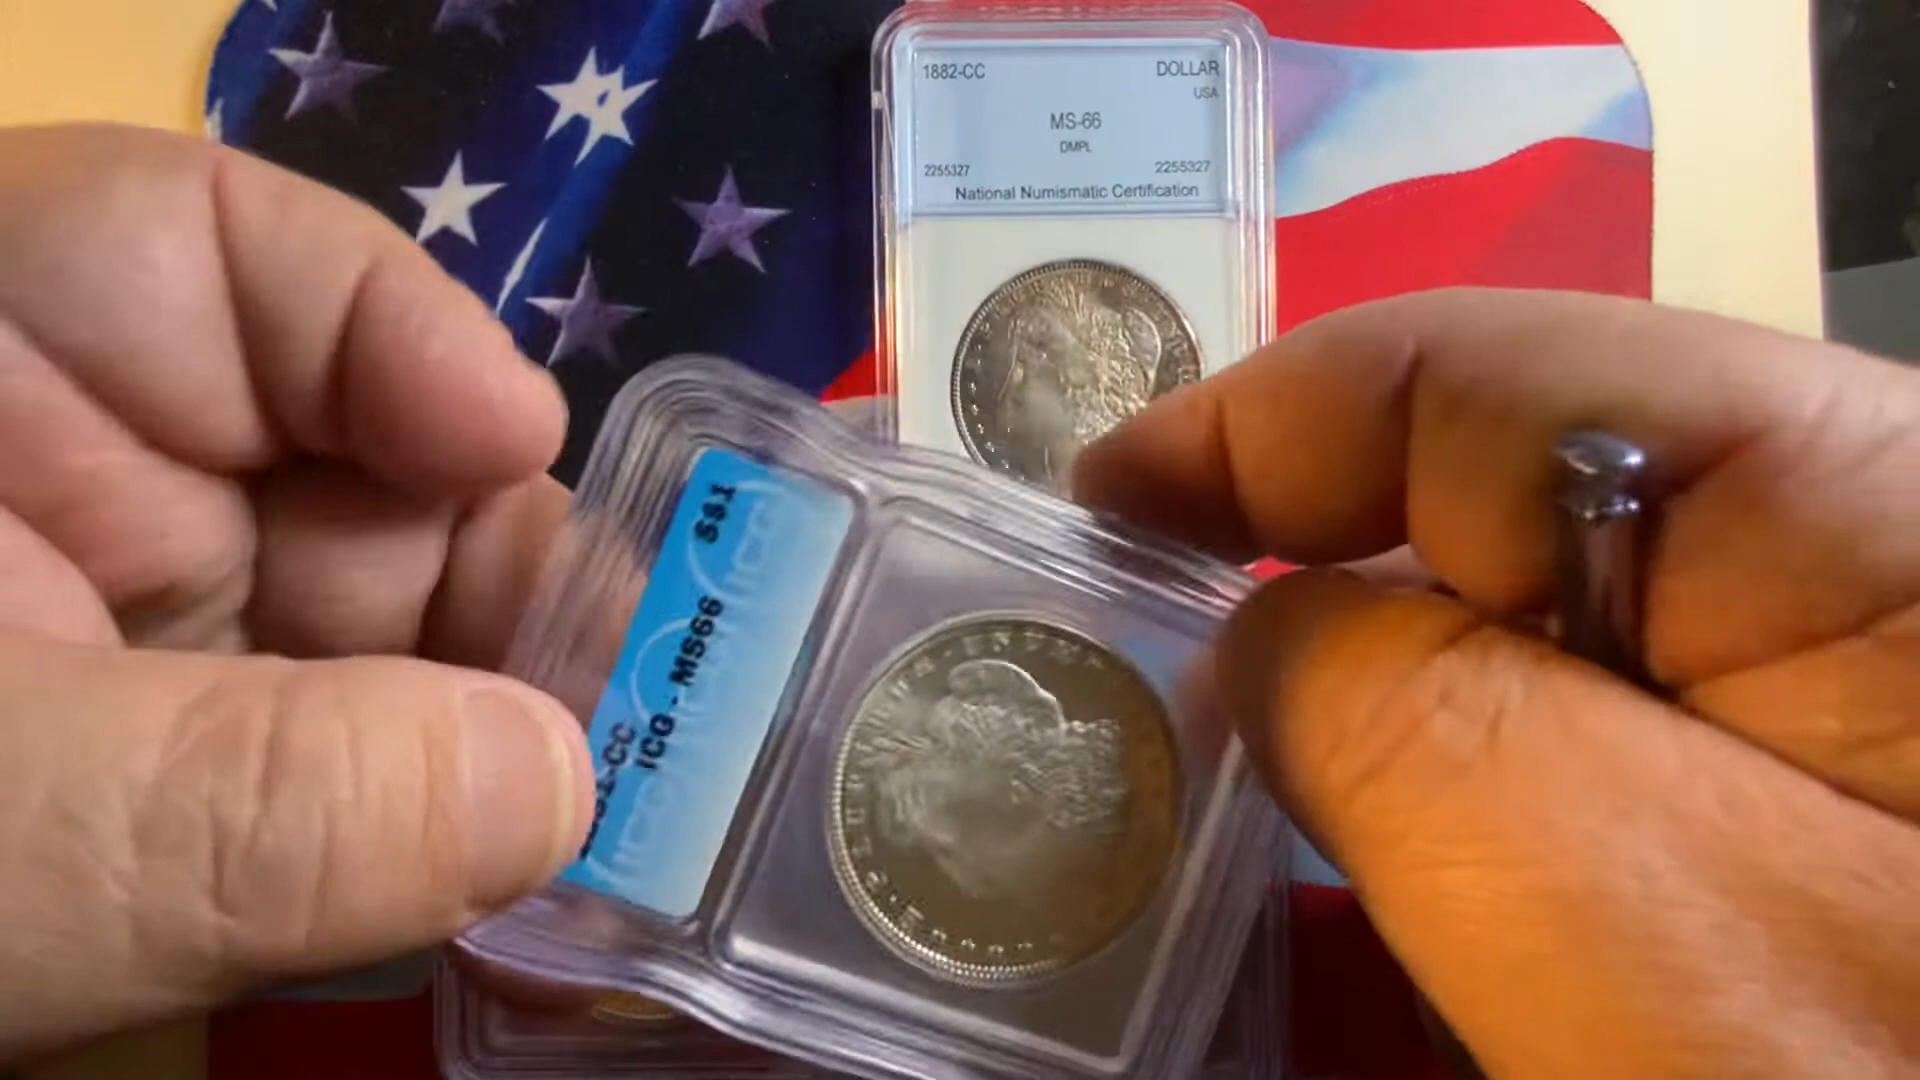 1882-CC DOLLAR
USA
MS-66
DMPL
2255327 2255327
National Numismatic Certification
S$1
ICG - MS66